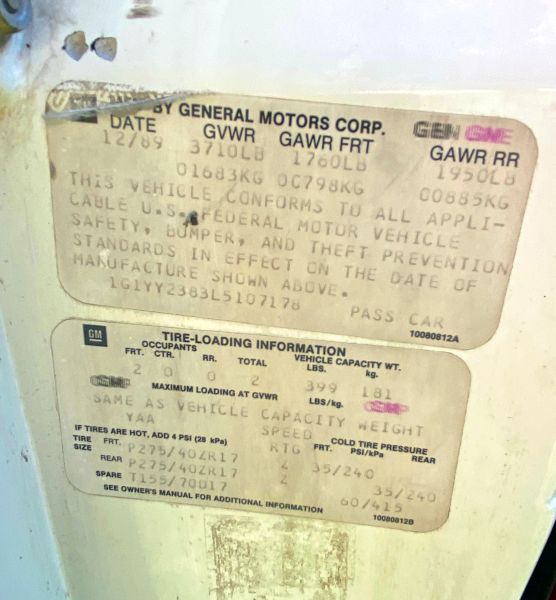 BY GENERAL MOTORS CORP. GEN
DATE GVWR GAWR FRT GAWR RR
12/89 3710LB 1760LB 1950LB
01683KG 0C798KG 00885KG
THIS VEHICLE CONFORMS TO ALL APPLI-
CABLE U.S. FEDERAL MOTOR VEHICLE
SAFETY, BUMPER, AND THEFT PREVENTION
STANDARDS IN EFFECT ON THE DATE OF
MANUFACTURE SHOWN ABOVE.
1G1YY2383L5107178 PASS CAR
10080812A
GM TIRE-LOADING INFORMATION
OCCUPANTS VEHICLE CAPACITY WT.
FRT. CTR. RR. TOTAL LBS. kg.
2 0 0 2 399 181
MAXIMUM LOADING AT GVWR LBS/kg.
SAME AS VEHICLE CAPACITY WEIGHT
YAA SPEED
IF TIRES ARE HOT, ADD 4 PSI (28 kPa) RTG COLD TIRE PRESSURE
TIRE SIZE FRT. FRT. PSI/kPa REAR
P275/40ZR17 Z 35/240
REAR P275/40ZR17 Z 35/240
SPARE T155/70D17 60/415
SEE OWNER'S MANUAL FOR ADDITIONAL INFORMATION 10080812B